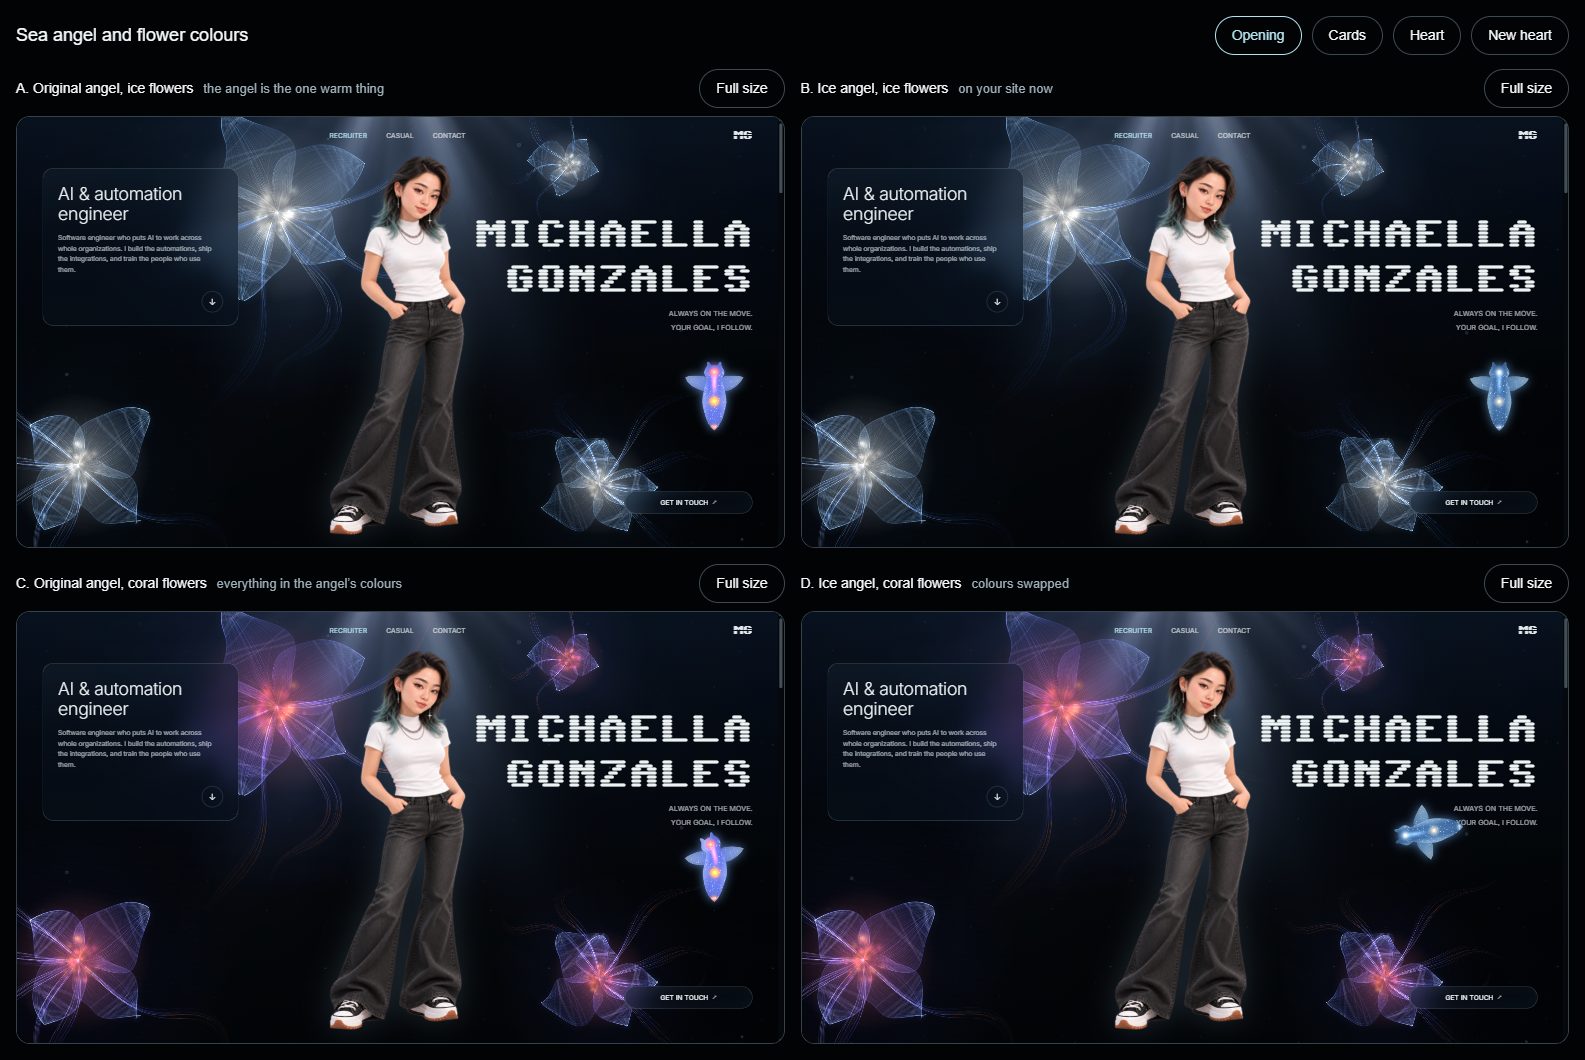 Sea angel and flower colours
Opening
Cards
Heart
New heart
A. Original angel, ice flowers the angel is the one warm thing
Full size
RECRUITER CASUAL CONTACT
MG
AI & automation
engineer
Software engineer who puts AI to work across
whole organizations. I build the automations, ship
the integrations, and train the people who use
them.
MICHAELLA
GONZALES
ALWAYS ON THE MOVE.
YOUR GOAL, I FOLLOW.
GET IN TOUCH ↗
B. Ice angel, ice flowers on your site now
Full size
RECRUITER CASUAL CONTACT
MG
AI & automation
engineer
Software engineer who puts AI to work across
whole organizations. I build the automations, ship
the integrations, and train the people who use
them.
MICHAELLA
GONZALES
ALWAYS ON THE MOVE.
YOUR GOAL, I FOLLOW.
GET IN TOUCH ↗
C. Original angel, coral flowers everything in the angel's colours
Full size
RECRUITER CASUAL CONTACT
MG
AI & automation
engineer
Software engineer who puts AI to work across
whole organizations. I build the automations, ship
the integrations, and train the people who use
them.
MICHAELLA
GONZALES
ALWAYS ON THE MOVE.
YOUR GOAL, I FOLLOW.
GET IN TOUCH ↗
D. Ice angel, coral flowers colours swapped
Full size
RECRUITER CASUAL CONTACT
MG
AI & automation
engineer
Software engineer who puts AI to work across
whole organizations. I build the automations, ship
the integrations, and train the people who use
them.
MICHAELLA
GONZALES
ALWAYS ON THE MOVE.
YOUR GOAL, I FOLLOW.
GET IN TOUCH ↗